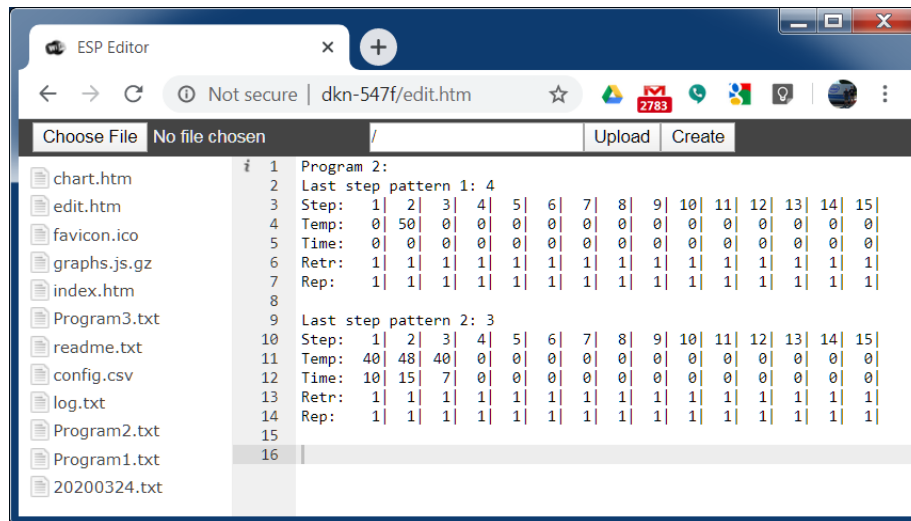 ESP Editor
Not secure | dkn-547f/edit.htm
2783
Choose File No file chosen / Upload Create
chart.htm
edit.htm
favicon.ico
graphs.js.gz
index.htm
Program3.txt
readme.txt
config.csv
log.txt
Program2.txt
Program1.txt
20200324.txt
i 1 Program 2:
2 Last step pattern 1: 4
3 Step: 1| 2| 3| 4| 5| 6| 7| 8| 9| 10| 11| 12| 13| 14| 15|
4 Temp: 0| 50| 0| 0| 0| 0| 0| 0| 0| 0| 0| 0| 0| 0| 0|
5 Time: 0| 0| 0| 0| 0| 0| 0| 0| 0| 0| 0| 0| 0| 0| 0|
6 Retr: 1| 1| 1| 1| 1| 1| 1| 1| 1| 1| 1| 1| 1| 1| 1|
7 Rep: 1| 1| 1| 1| 1| 1| 1| 1| 1| 1| 1| 1| 1| 1| 1|
8
9 Last step pattern 2: 3
10 Step: 1| 2| 3| 4| 5| 6| 7| 8| 9| 10| 11| 12| 13| 14| 15|
11 Temp: 40| 48| 40| 0| 0| 0| 0| 0| 0| 0| 0| 0| 0| 0| 0|
12 Time: 10| 15| 7| 0| 0| 0| 0| 0| 0| 0| 0| 0| 0| 0| 0|
13 Retr: 1| 1| 1| 1| 1| 1| 1| 1| 1| 1| 1| 1| 1| 1| 1|
14 Rep: 1| 1| 1| 1| 1| 1| 1| 1| 1| 1| 1| 1| 1| 1| 1|
15
16